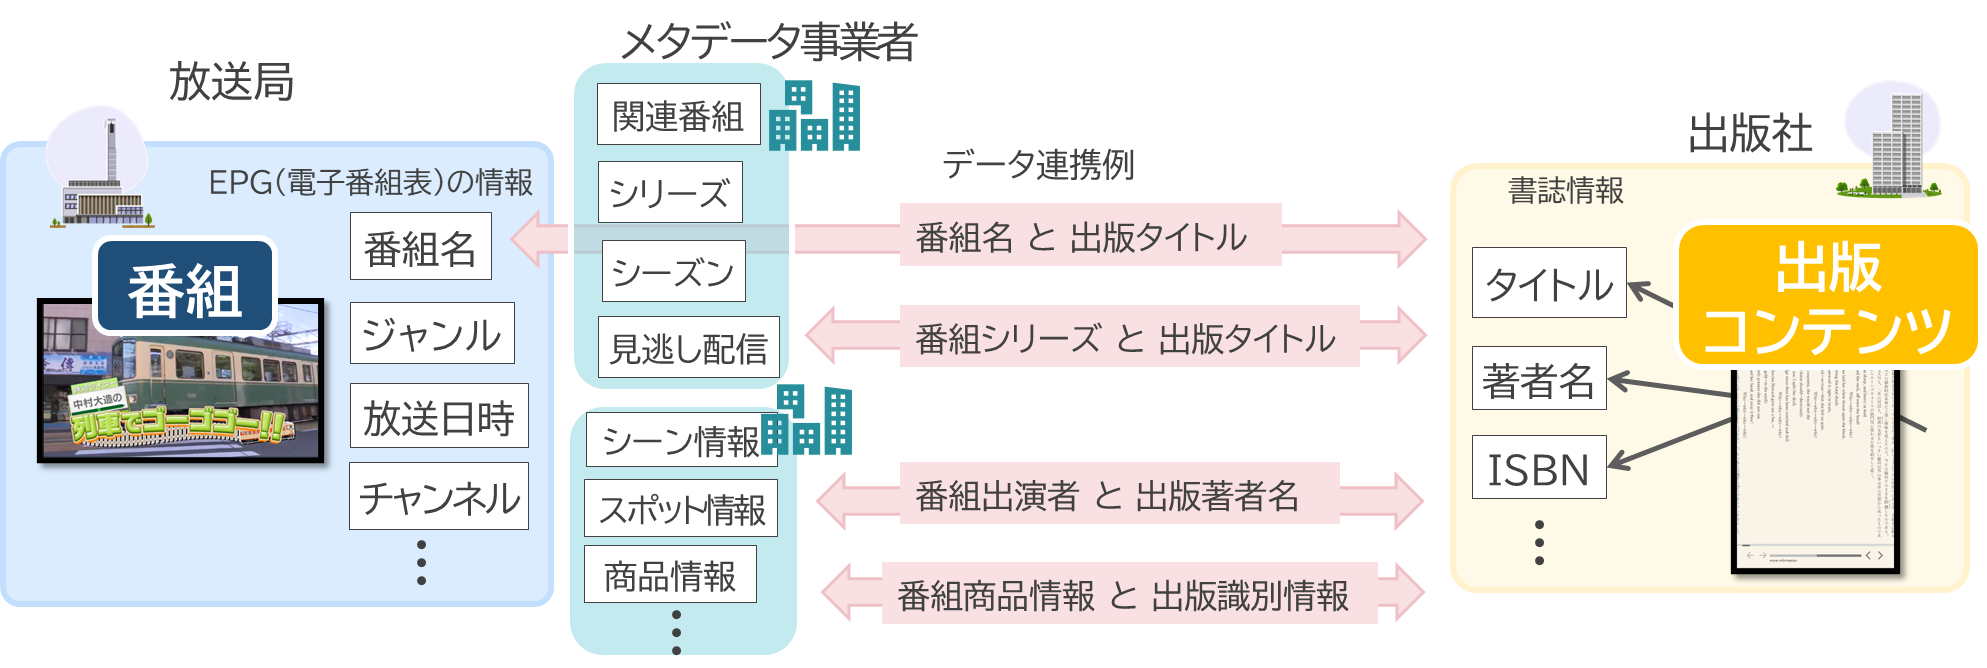 メタデータ事業者
放送局
関連番組
出版社
データ連携例
EPG（電子番組表）の情報
シリーズ
書誌情報
番組名
番組名 と 出版タイトル
シーズン
タイトル
出版
コンテンツ
番組
ジャンル
見逃し配信
番組シリーズ と 出版タイトル
著者名
中村大造の
列車でゴーゴゴー!!
放送日時
シーン情報
ISBN
チャンネル
スポット情報
番組出演者 と 出版著者名
商品情報
番組商品情報 と 出版識別情報